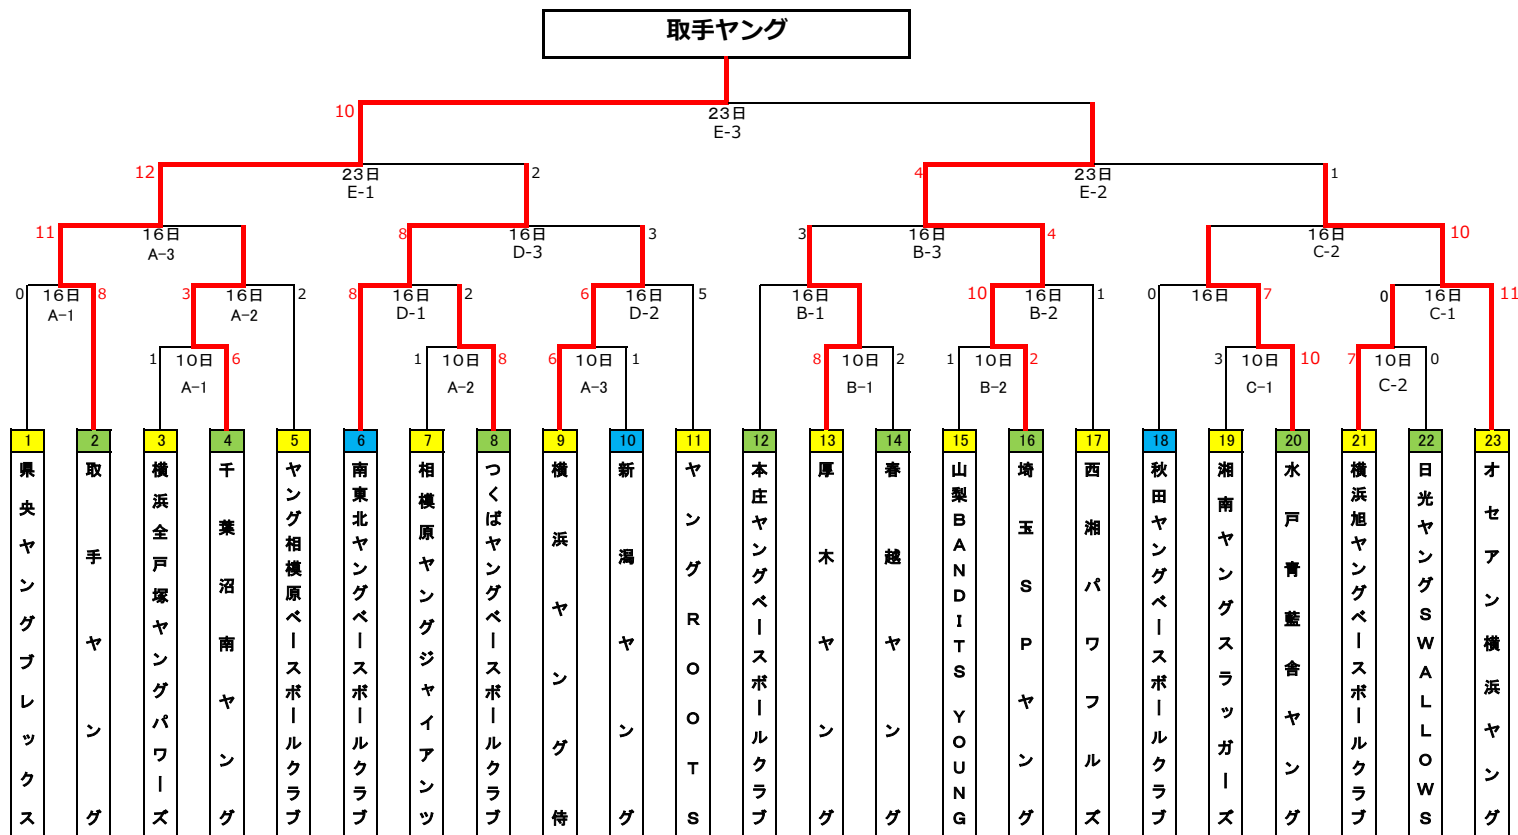 取手ヤング
10
23日
E-3
12
23日
E-1
2
4
23日
E-2
1
11
16日
A-3
8
16日
D-3
3
3
16日
B-3
4
16日
C-2
10
0
16日
A-1
8
3
16日
A-2
2
8
16日
D-1
2
6
16日
D-2
5
16日
B-1
10
16日
B-2
1
0
16日
7
0
16日
C-1
11
1
10日
A-1
6
1
10日
A-2
8
6
10日
A-3
1
8
10日
B-1
2
1
10日
B-2
2
3
10日
C-1
10
7
10日
C-2
0
1
県央ヤングブレックス
2
取手ヤング
3
横浜全戸塚ヤングパワーズ
4
千葉沼南ヤング
5
ヤング相模原ベースボールクラブ
6
南東北ヤングベースボールクラブ
7
相模原ヤングジャイアンツ
8
つくばヤングベースボールクラブ
9
横浜ヤング侍
10
新潟ヤング
11
ヤングROOTS
12
本庄ヤングベースボールクラブ
13
厚木ヤング
14
春越ヤング
15
山梨BANDITS YOUNG
16
埼玉SPヤング
17
西湘パワフルズ
18
秋田ヤングベースボールクラブ
19
湘南ヤングスラッガーズ
20
水戸青藍舎ヤング
21
横浜旭ヤングベースボールクラブ
22
日光ヤングSWALLOWS
23
オセアン横浜ヤング